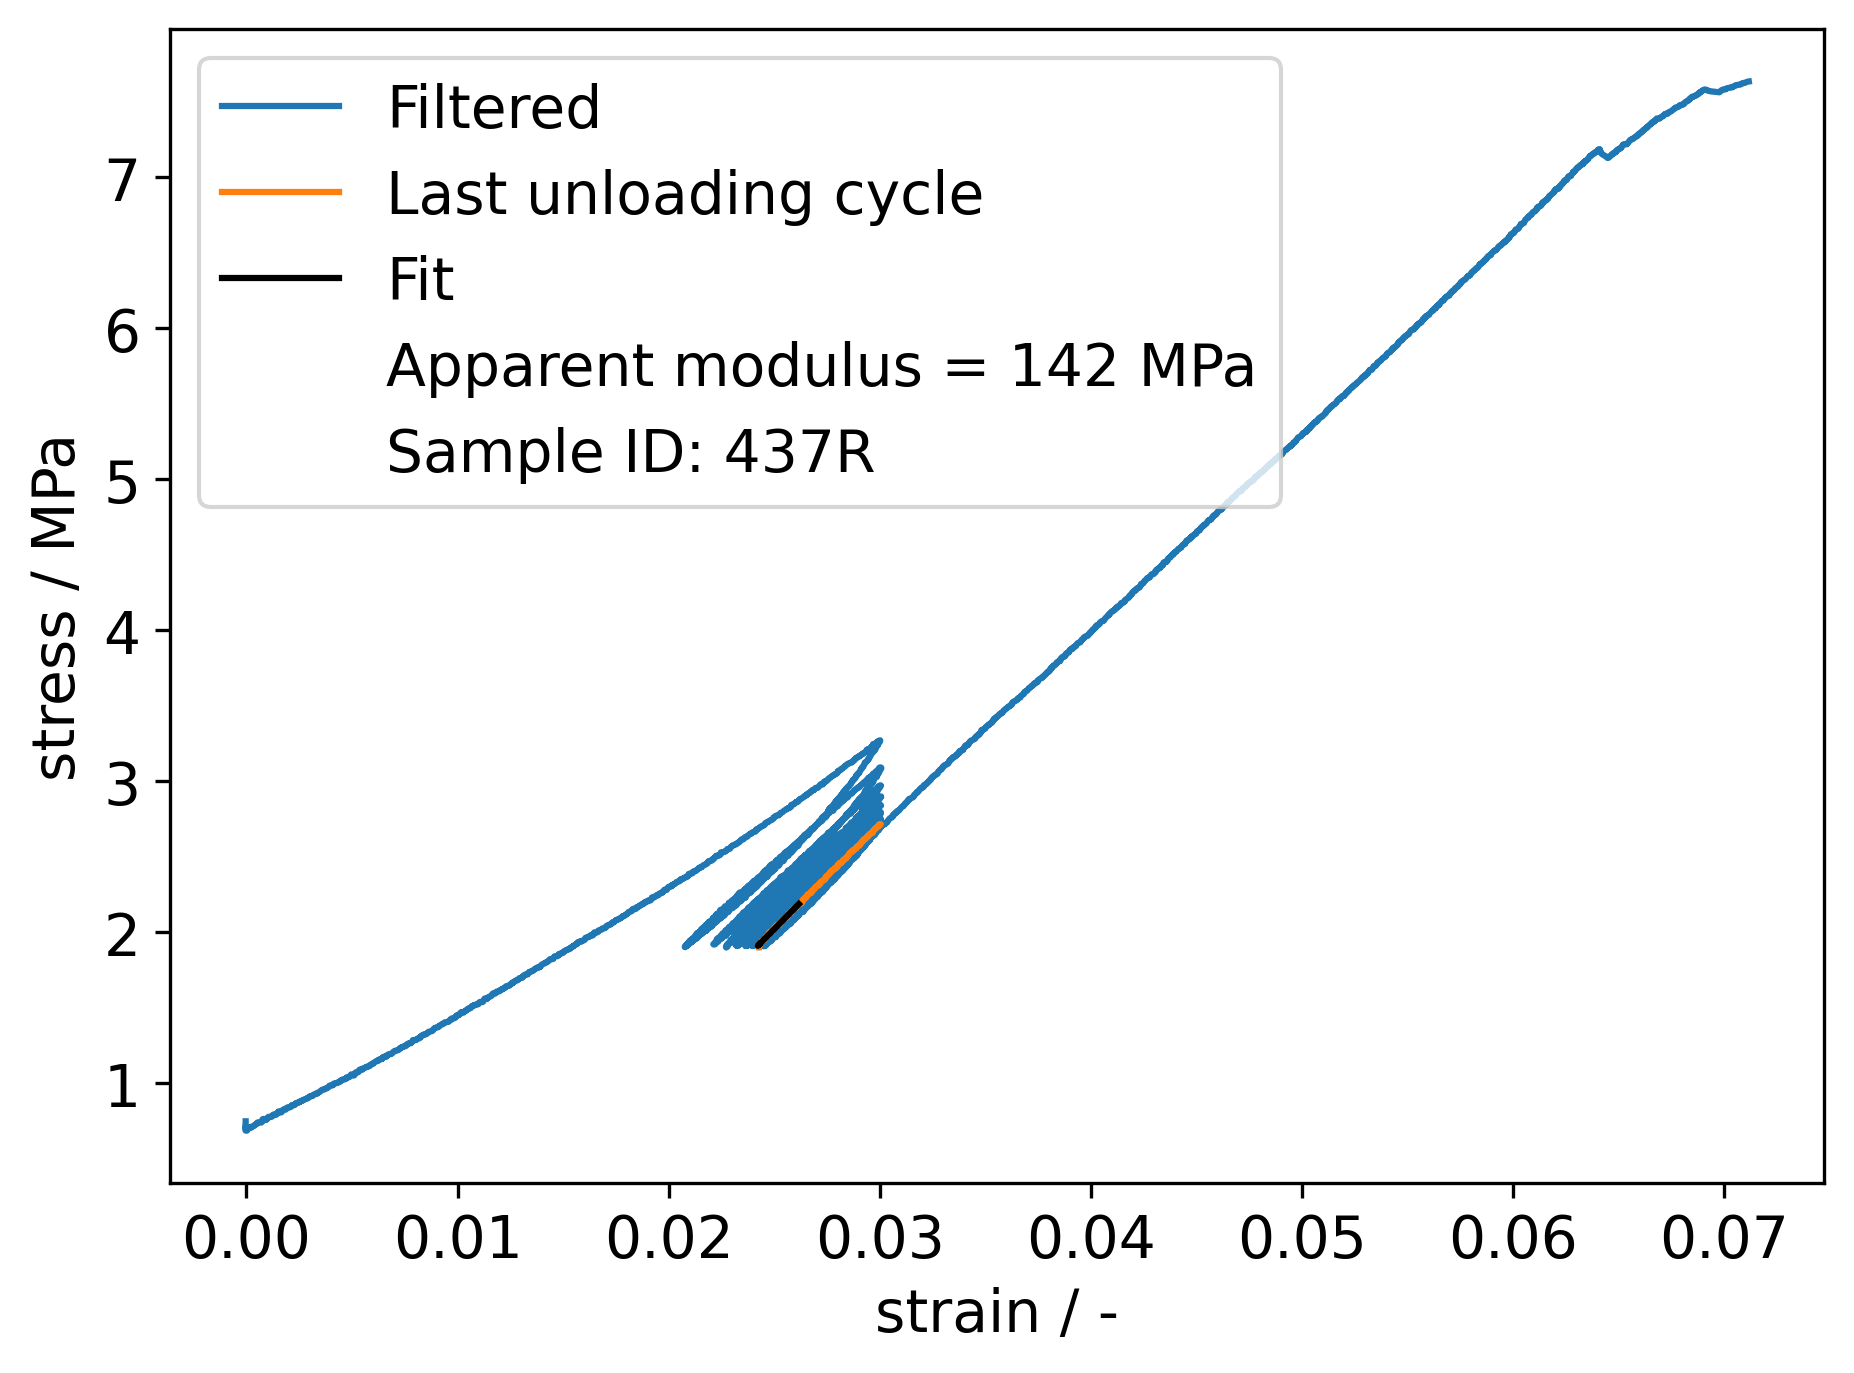 Filtered
Last unloading cycle
Fit
Apparent modulus = 142 MPa
Sample ID: 437R
7
6
5
4
3
2
1
stress / MPa
0.00 0.01 0.02 0.03 0.04 0.05 0.06 0.07
strain / -